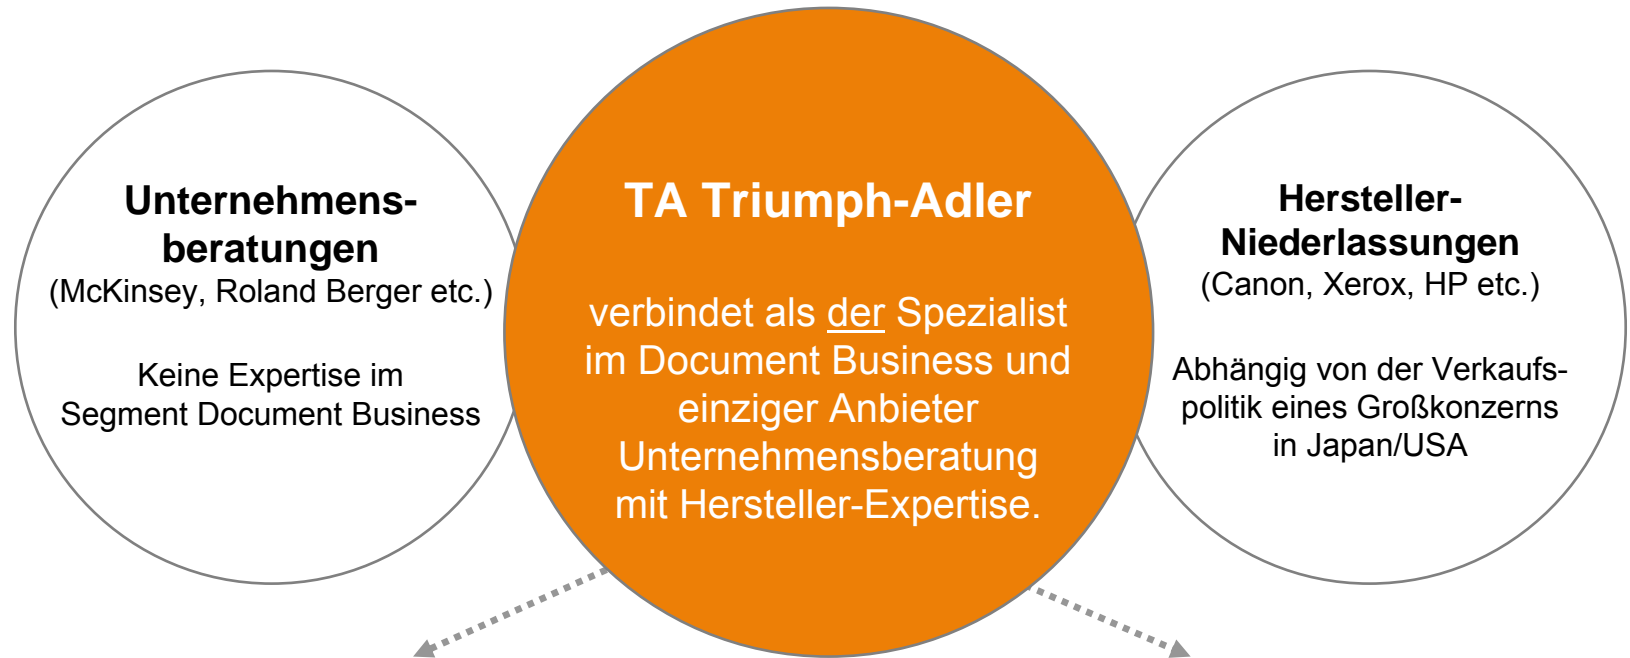 Unternehmens-
beratungen
(McKinsey, Roland Berger etc.)
Keine Expertise im
Segment Document Business
TA Triumph-Adler
verbindet als der Spezialist
im Document Business und
einziger Anbieter
Unternehmensberatung
mit Hersteller-Expertise.
Hersteller-
Niederlassungen
(Canon, Xerox, HP etc.)
Abhängig von der Verkaufs-
politik eines Großkonzerns
in Japan/USA